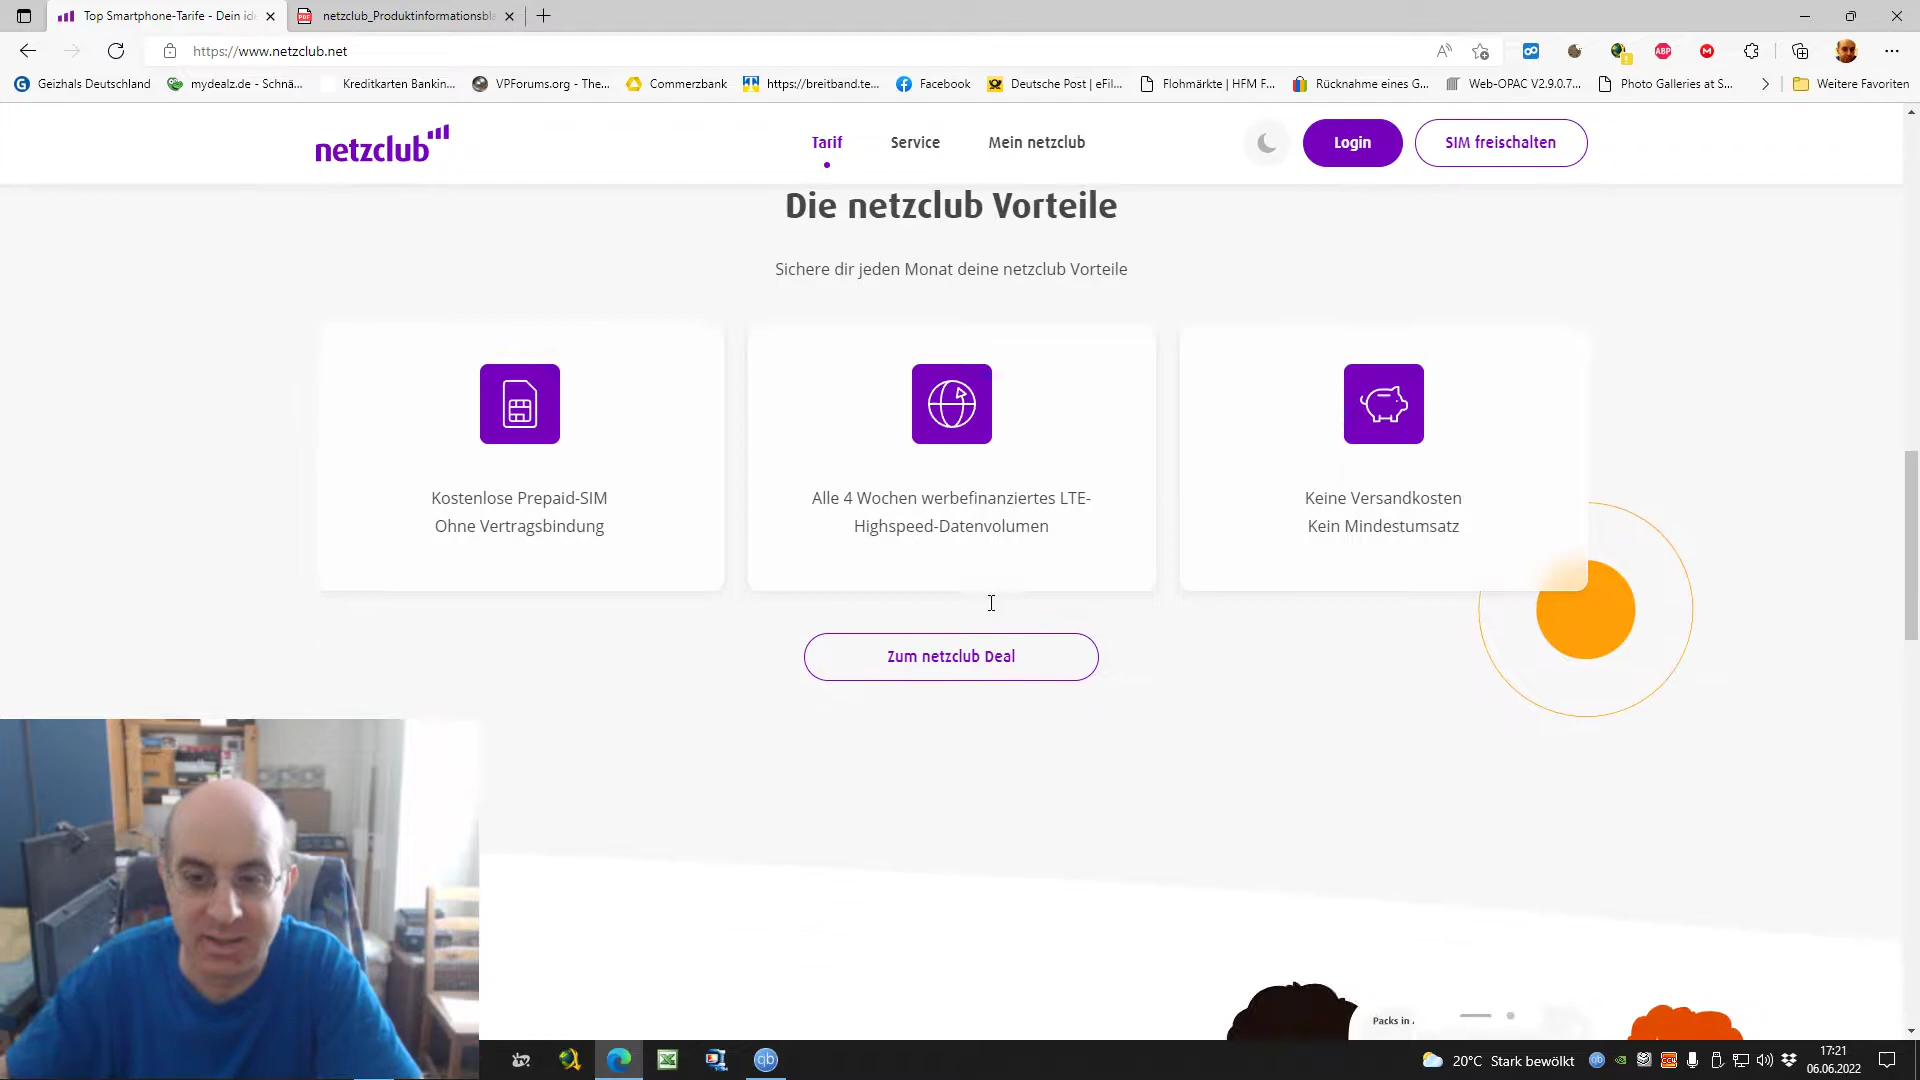 Top Smartphone-Tarife - Dein ide
netzclub_Produktinformationsbla
https://www.netzclub.net
Geizhals Deutschland
mydealz.de - Schnä...
Kreditkarten Bankin...
VPForums.org - The...
Commerzbank
https://breitband.te...
Facebook
Deutsche Post | eFil...
Flohmärkte | HFM F...
Rücknahme eines G...
Web-OPAC V2.9.0.7...
Photo Galleries at S...
Weitere Favoriten
netzclub
Tarif
Service
Mein netzclub
Login
SIM freischalten
Die netzclub Vorteile
Sichere dir jeden Monat deine netzclub Vorteile
Kostenlose Prepaid-SIM
Ohne Vertragsbindung
Alle 4 Wochen werbefinanziertes LTE-
Highspeed-Datenvolumen
Keine Versandkosten
Kein Mindestumsatz
Zum netzclub Deal
Packs in
20°C Stark bewölkt
17:21
06.06.2022